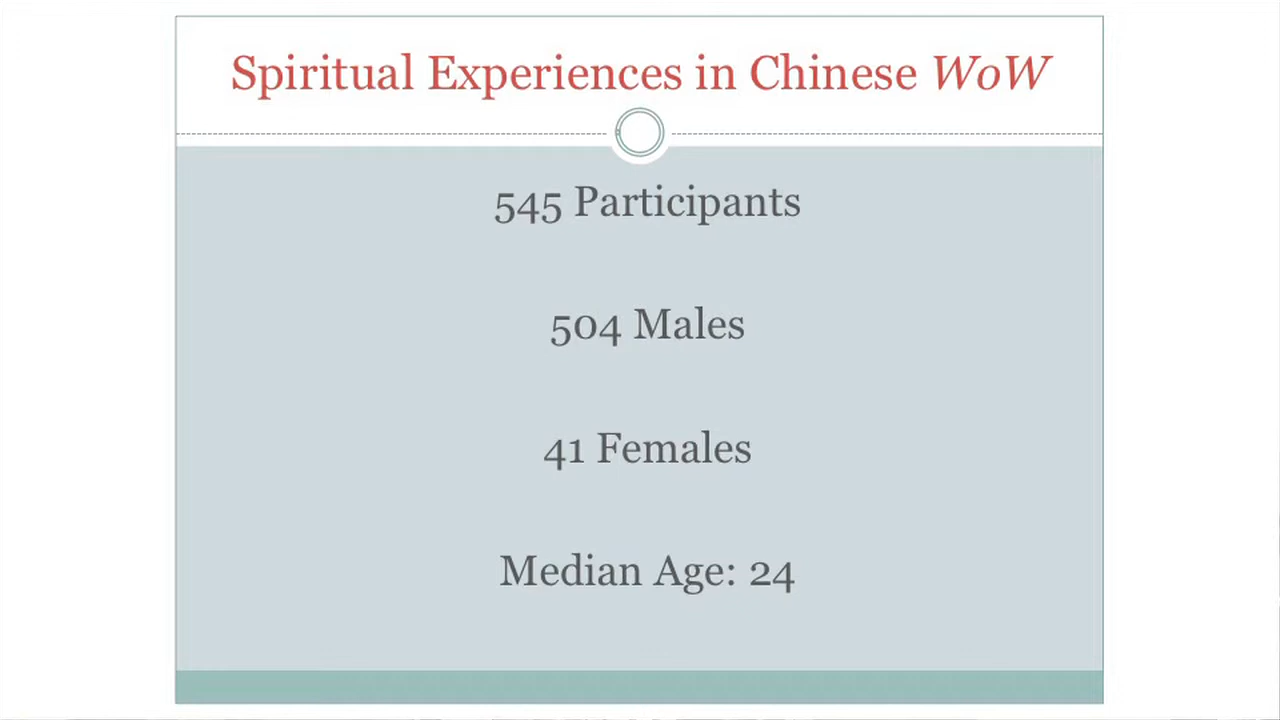 Spiritual Experiences in Chinese WoW
545 Participants
504 Males
41 Females
Median Age: 24